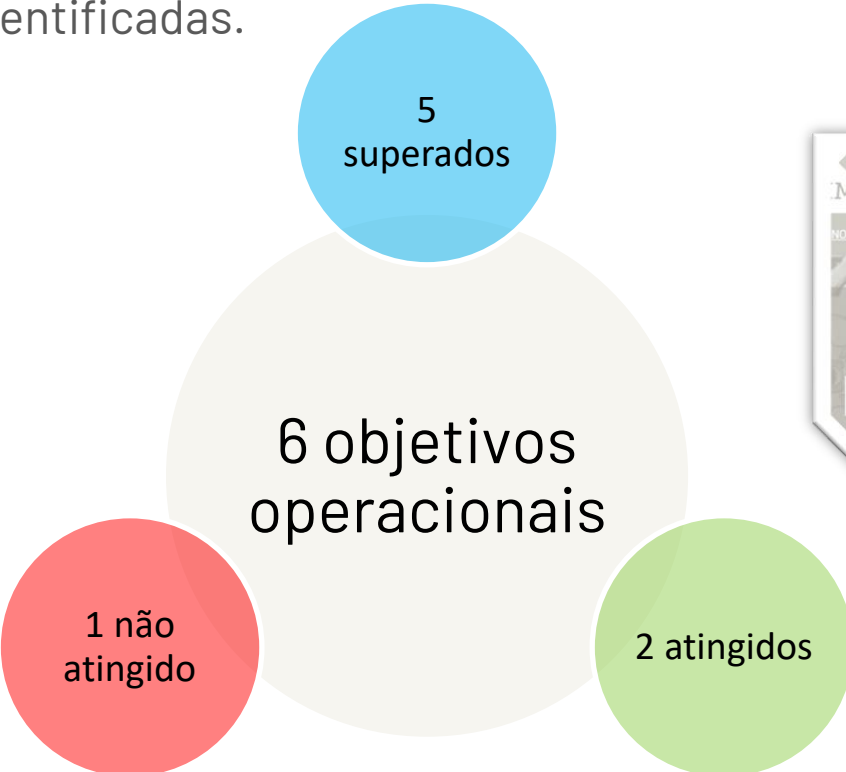 entificadas.
5
superados
6 objetivos
operacionais
1 não
atingido
2 atingidos